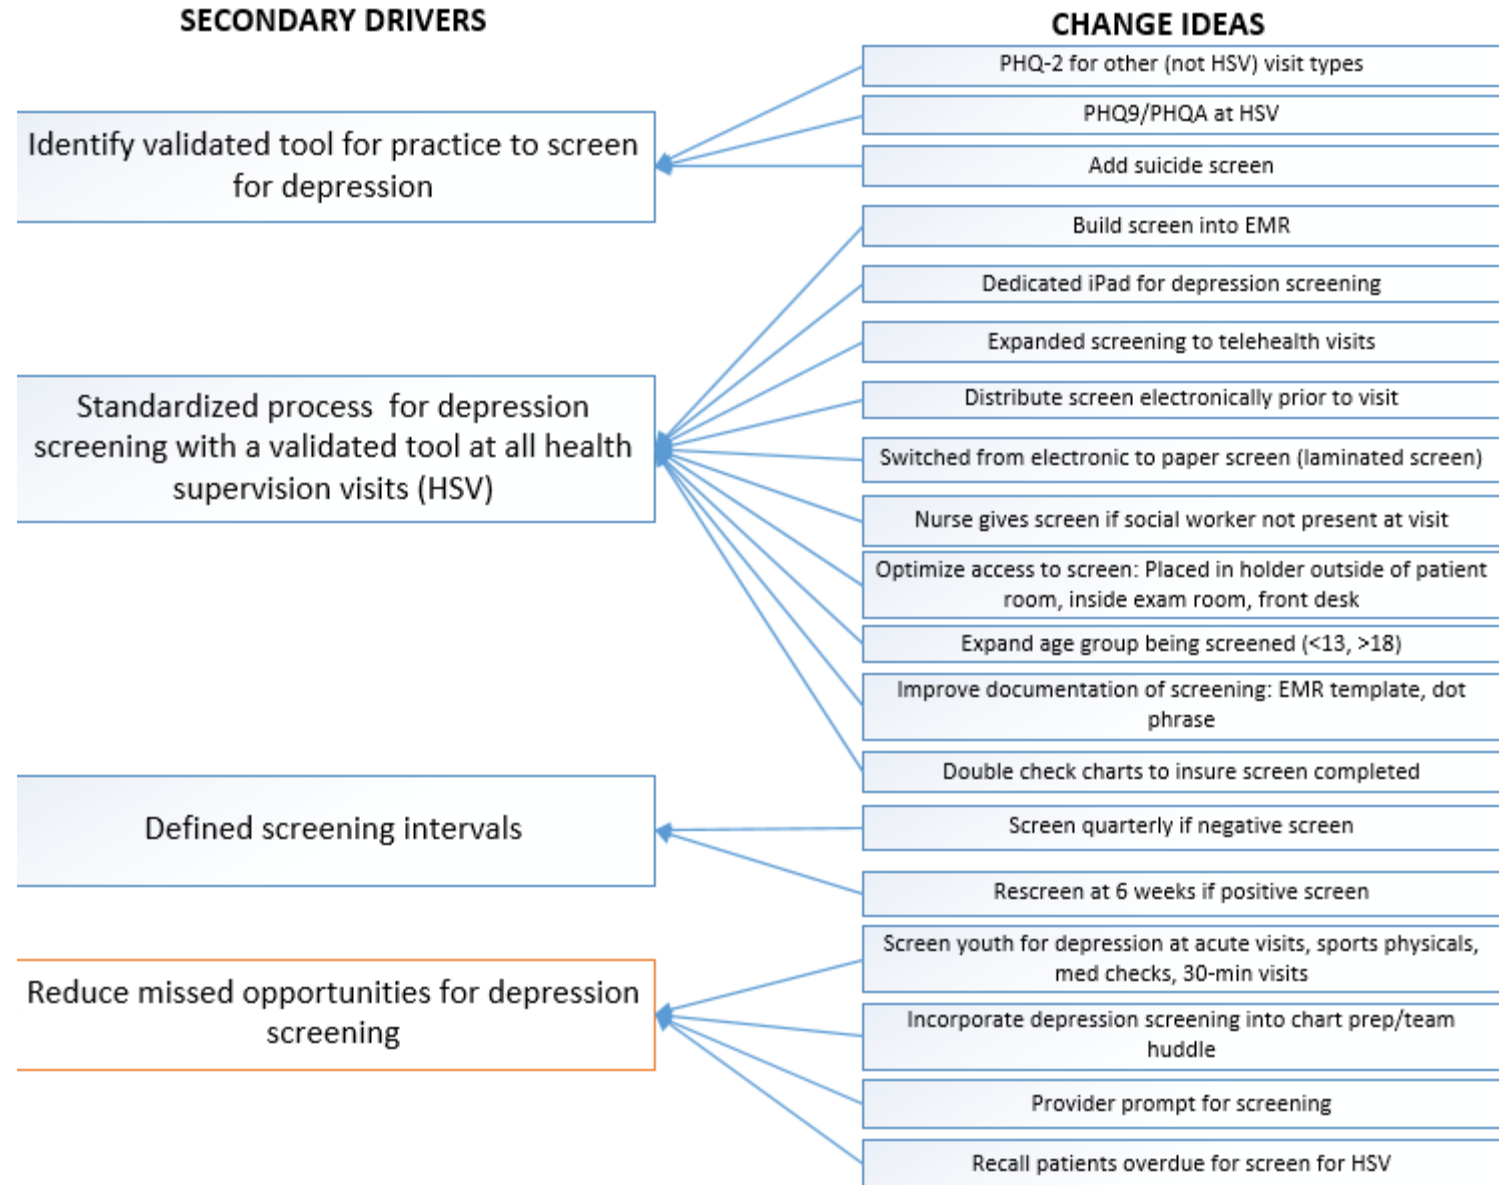 SECONDARY DRIVERS
CHANGE IDEAS
Identify validated tool for practice to screen
for depression
PHQ-2 for other (not HSV) visit types
PHQ9/PHQA at HSV
Add suicide screen
Standardized process for depression
screening with a validated tool at all health
supervision visits (HSV)
Build screen into EMR
Dedicated iPad for depression screening
Expanded screening to telehealth visits
Distribute screen electronically prior to visit
Switched from electronic to paper screen (laminated screen)
Nurse gives screen if social worker not present at visit
Optimize access to screen: Placed in holder outside of patient
room, inside exam room, front desk
Expand age group being screened (<13, >18)
Improve documentation of screening: EMR template, dot
phrase
Double check charts to insure screen completed
Defined screening intervals
Screen quarterly if negative screen
Rescreen at 6 weeks if positive screen
Reduce missed opportunities for depression
screening
Screen youth for depression at acute visits, sports physicals,
med checks, 30-min visits
Incorporate depression screening into chart prep/team
huddle
Provider prompt for screening
Recall patients overdue for screen for HSV